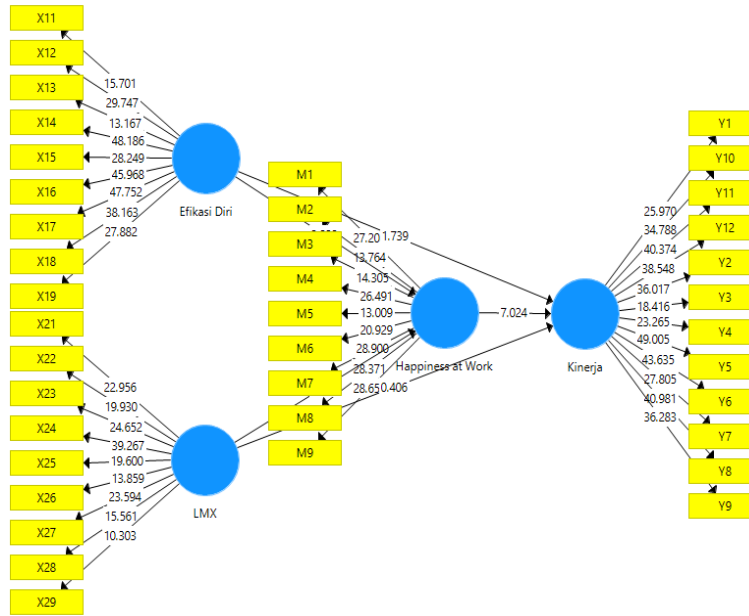 X11
X12
X13
X14
X15
X16
X17
X18
X19
15.701
29.747
13.167
48.186
28.249
45.968
47.752
38.163
27.882
Efikasi Diri
X21
X22
X23
X24
X25
X26
X27
X28
X29
22.956
19.930
24.652
39.267
19.600
13.859
23.594
15.561
10.303
LMX
M1
M2
M3
M4
M5
M6
M7
M8
M9
27.20
13.764
14.305
26.491
13.009
20.929
28.900
28.371
28.65
Happiness at Work
1.739
7.024
0.406
Kinerja
25.970
34.788
40.374
38.548
36.017
18.416
23.265
49.005
43.635
27.805
40.981
36.283
Y1
Y10
Y11
Y12
Y2
Y3
Y4
Y5
Y6
Y7
Y8
Y9